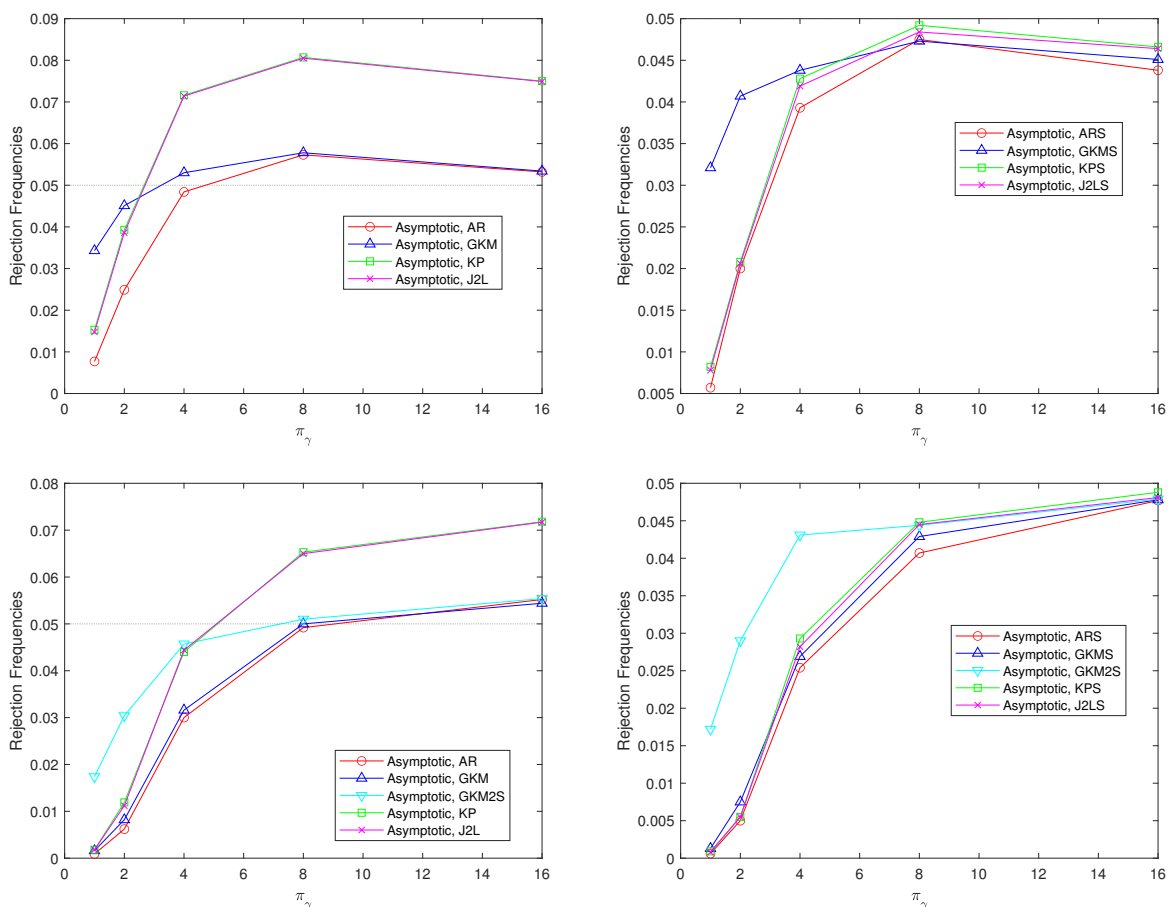 0.09
0.08
0.07
0.06
0.05
0.04
0.03
0.02
0.01
0
Rejection Frequencies
Asymptotic, AR
Asymptotic, GKM
Asymptotic, KP
Asymptotic, J2L
0 2 4 6 8 10 12 14 16
π_γ
0.05
0.045
0.04
0.035
0.03
0.025
0.02
0.015
0.01
0.005
Rejection Frequencies
Asymptotic, ARS
Asymptotic, GKMS
Asymptotic, KPS
Asymptotic, J2LS
0 2 4 6 8 10 12 14 16
π_γ
0.08
0.07
0.06
0.05
0.04
0.03
0.02
0.01
0
Rejection Frequencies
Asymptotic, AR
Asymptotic, GKM
Asymptotic, GKM2S
Asymptotic, KP
Asymptotic, J2L
0 2 4 6 8 10 12 14 16
π_γ
0.05
0.045
0.04
0.035
0.03
0.025
0.02
0.015
0.01
0.005
0
Rejection Frequencies
Asymptotic, ARS
Asymptotic, GKMS
Asymptotic, GKM2S
Asymptotic, KPS
Asymptotic, J2LS
0 2 4 6 8 10 12 14 16
π_γ